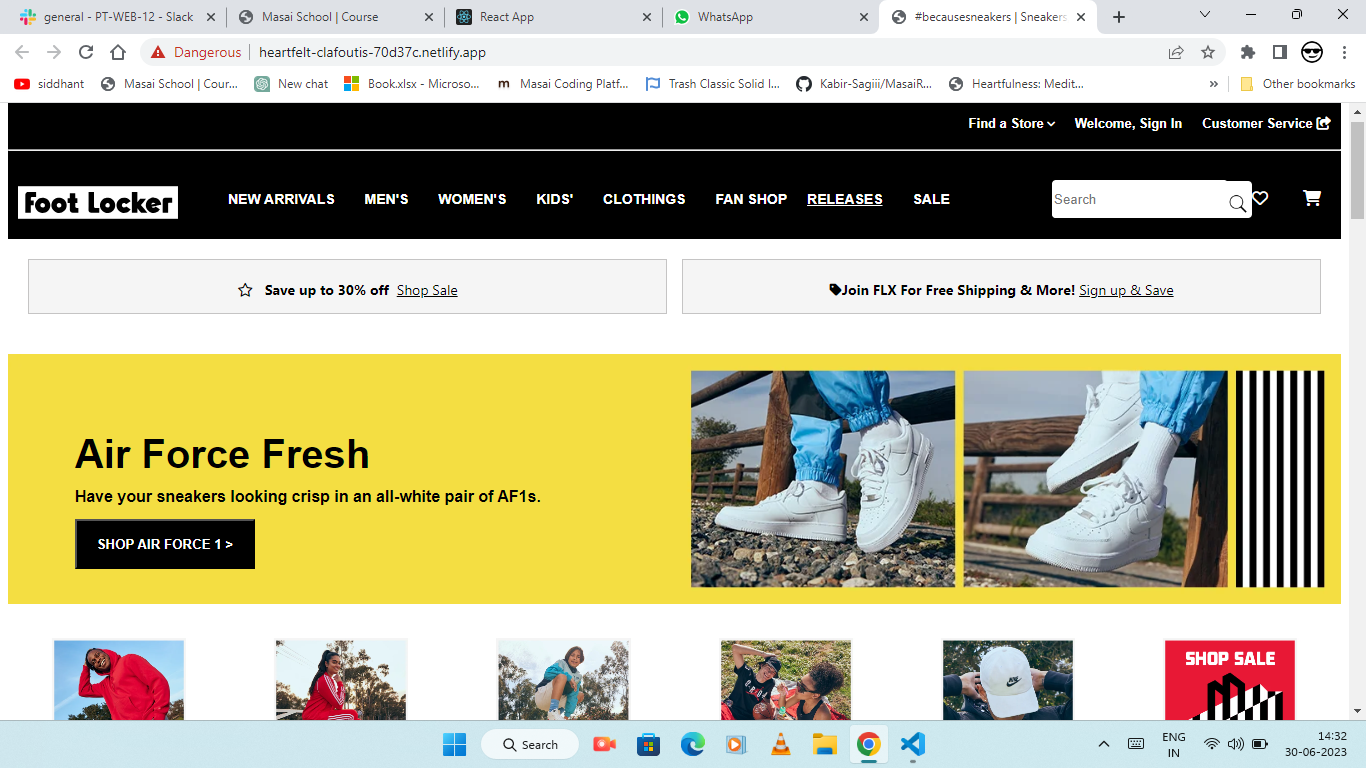 general - PT-WEB-12 - Slack
Masai School | Course
React App
WhatsApp
#becausesneakers | Sneakers
Dangerous
heartfelt-clafoutis-70d37c.netlify.app
siddhant
Masai School | Cour...
New chat
Book.xlsx - Microso...
Masai Coding Platf...
Trash Classic Solid I...
Kabir-Sagiii/MasaiR...
Heartfulness: Medit...
»
Other bookmarks
Find a Store
Welcome, Sign In
Customer Service
Foot Locker
NEW ARRIVALS
MEN'S
WOMEN'S
KIDS'
CLOTHINGS
FAN SHOP
RELEASES
SALE
Search
Save up to 30% off Shop Sale
Join FLX For Free Shipping & More! Sign up & Save
Air Force Fresh
Have your sneakers looking crisp in an all-white pair of AF1s.
SHOP AIR FORCE 1 >
SHOP SALE
Search
ENG
IN
14:32
30-06-2023